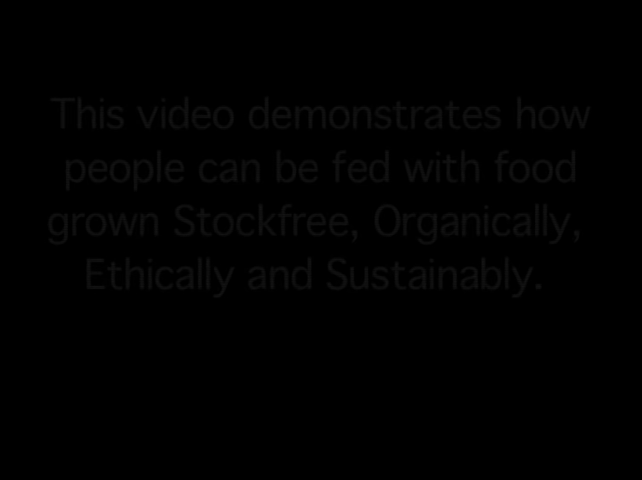 This video demonstrates how
people can be fed with food
grown Stockfree, Organically,
Ethically and Sustainably.